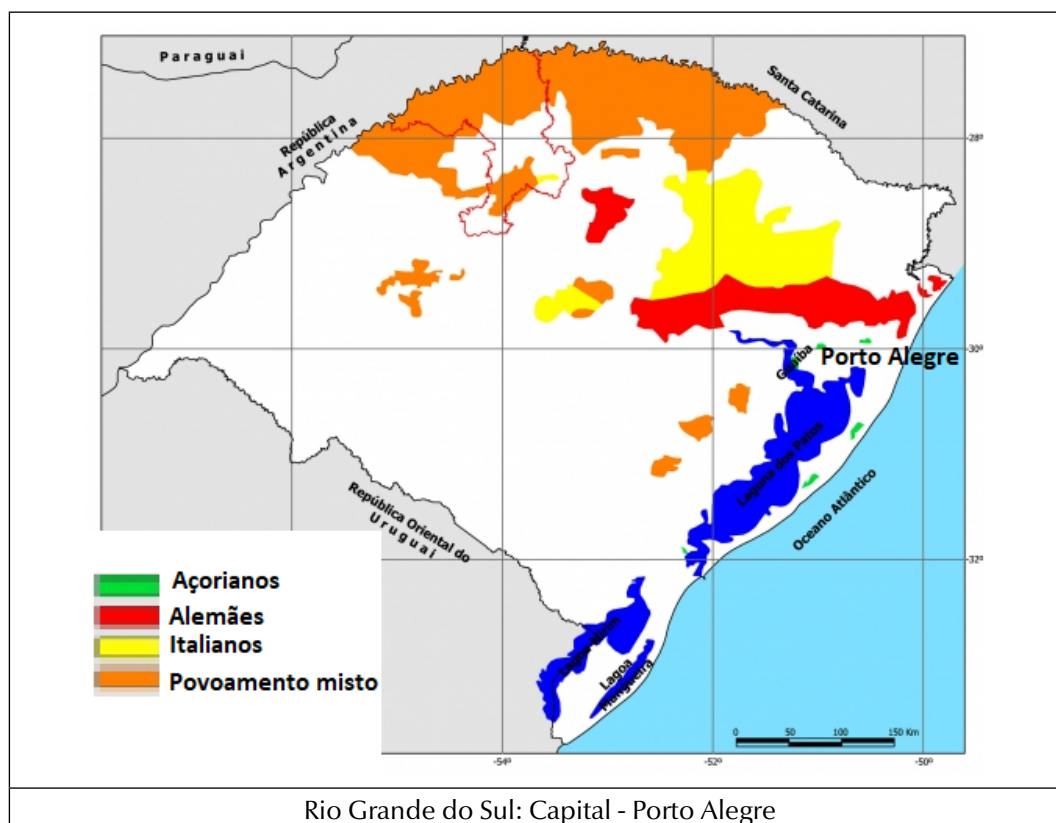 Paraguai
Santa Catarina
República
Argentina
-28º
Guaíba
-30º
Porto Alegre
Laguna dos Patos
República Oriental do
Uruguai
Oceano Atlântico
-32º
Açorianos
Alemães
Italianos
Povoamento misto
Lagoa Mirim
Lagoa
Mangueira
0 50 100 150 Km
-54º -52º -50º
Rio Grande do Sul: Capital - Porto Alegre